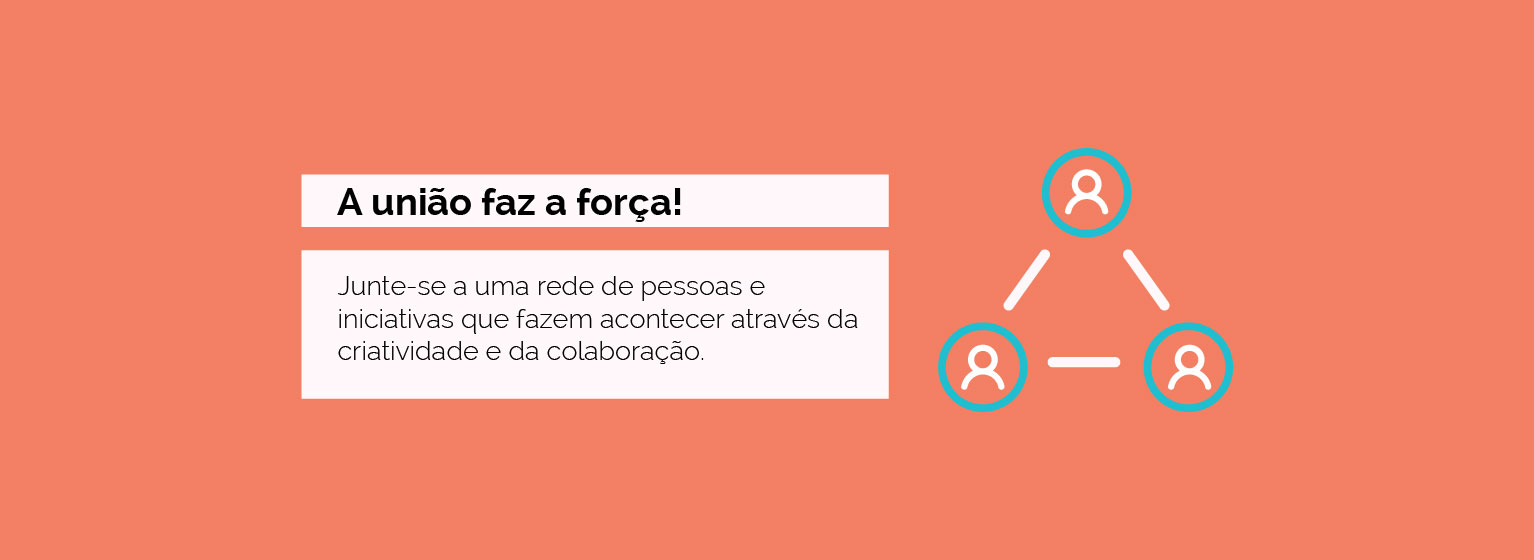 A união faz a força!
Junte-se a uma rede de pessoas e
iniciativas que fazem acontecer através da
criatividade e da colaboração.